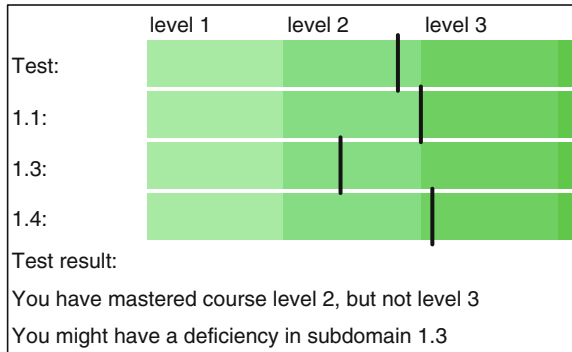 level 1 level 2 level 3
Test:
1.1:
1.3:
1.4:
Test result:
You have mastered course level 2, but not level 3
You might have a deficiency in subdomain 1.3